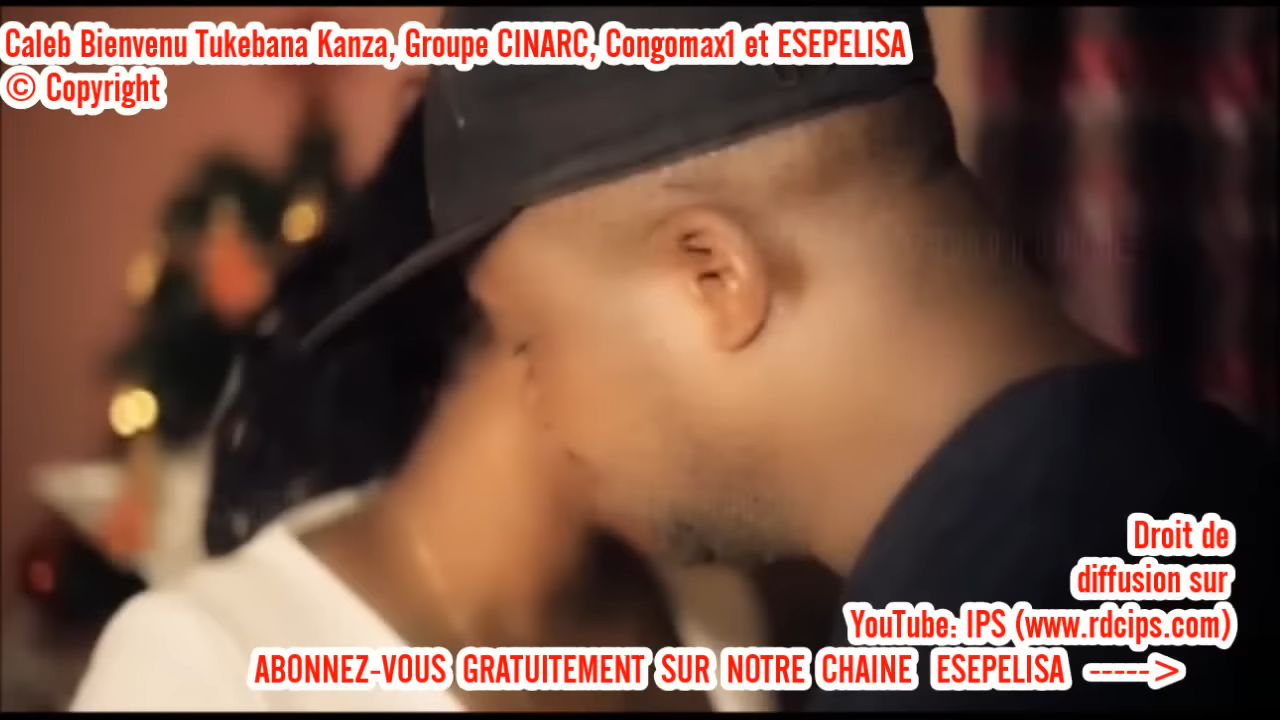 Caleb Bienvenu Tukebana Kanza, Groupe CINARC, Congomax1 et ESEPELISA
© Copyright
Droit de
diffusion sur
YouTube: IPS (www.rdcips.com)
ABONNEZ-VOUS GRATUITEMENT SUR NOTRE CHAINE ESEPELISA ----->